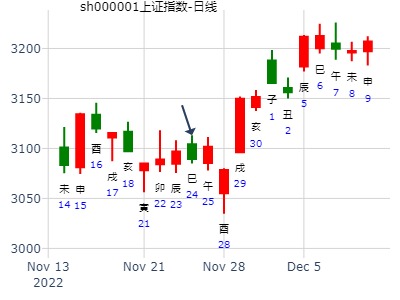 sh000001上证指数-日线
3200
3150
3100
3050
3000
未
14
申
15
酉
16
戌
17
亥
18
寅
21
卯
22
辰
23
巳
24
午
25
酉
28
戌
29
亥
30
子
1
丑
2
辰
5
巳
6
午
7
未
8
申
9
Nov 13
2022
Nov 21
Nov 28
Dec 5